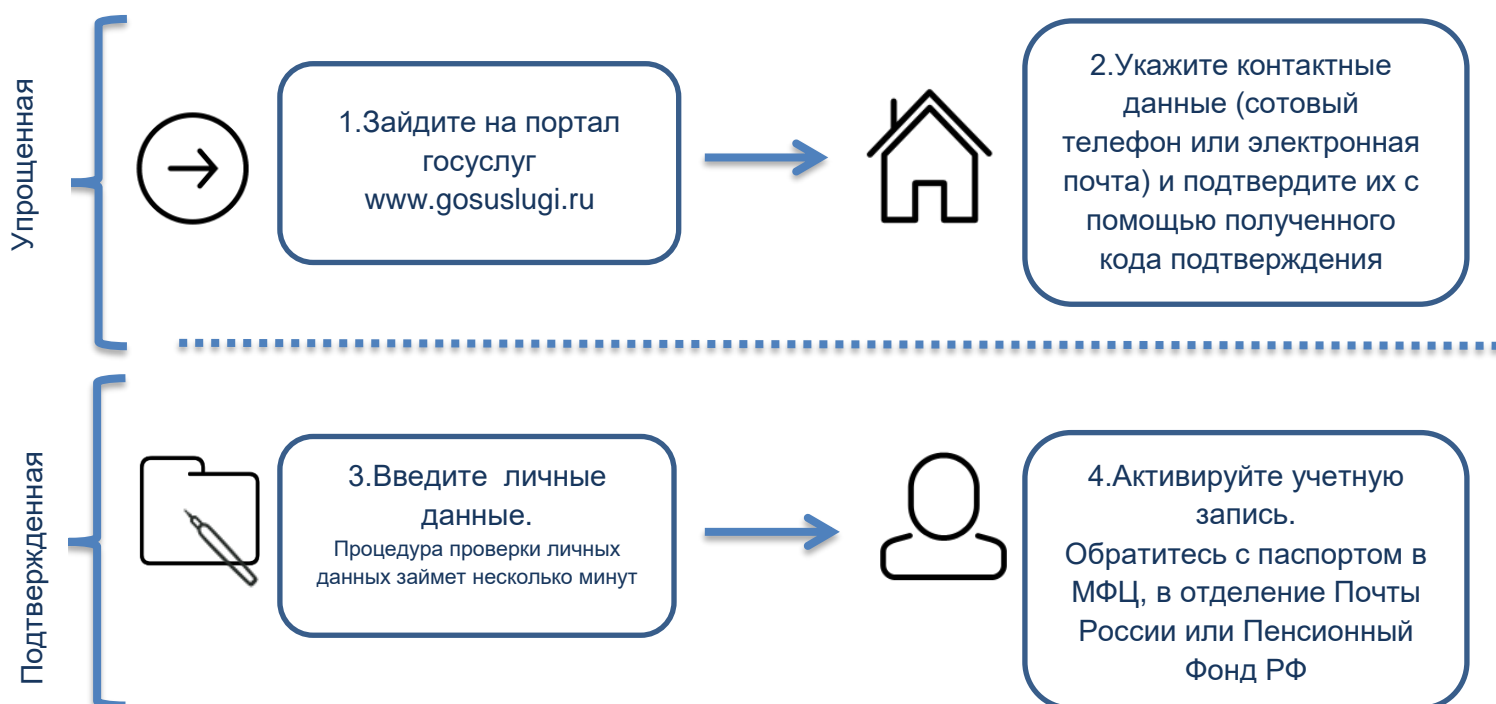 Упрощенная
1.Зайдите на портал
госуслуг
www.gosuslugi.ru
2.Укажите контактные
данные (сотовый
телефон или электронная
почта) и подтвердите их с
помощью полученного
кода подтверждения
Подтвержденная
3.Введите личные
данные.
Процедура проверки личных
данных займет несколько минут
4.Активируйте учетную
запись.
Обратитесь с паспортом в
МФЦ, в отделение Почты
России или Пенсионный
Фонд РФ